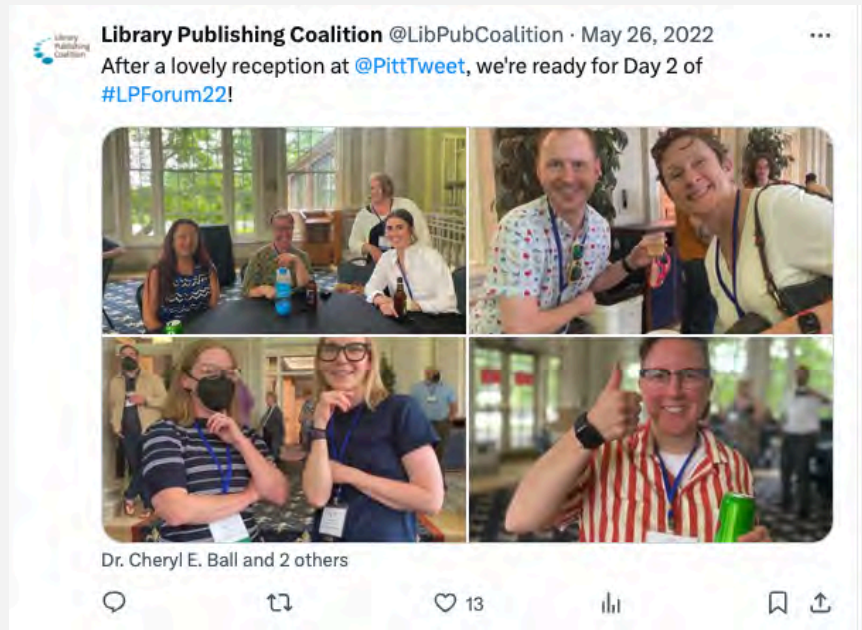 Library
Publishing
Coalition
Library Publishing Coalition @LibPubCoalition · May 26, 2022
After a lovely reception at @PittTweet, we're ready for Day 2 of
#LPForum22!
Dr. Cheryl E. Ball and 2 others
13